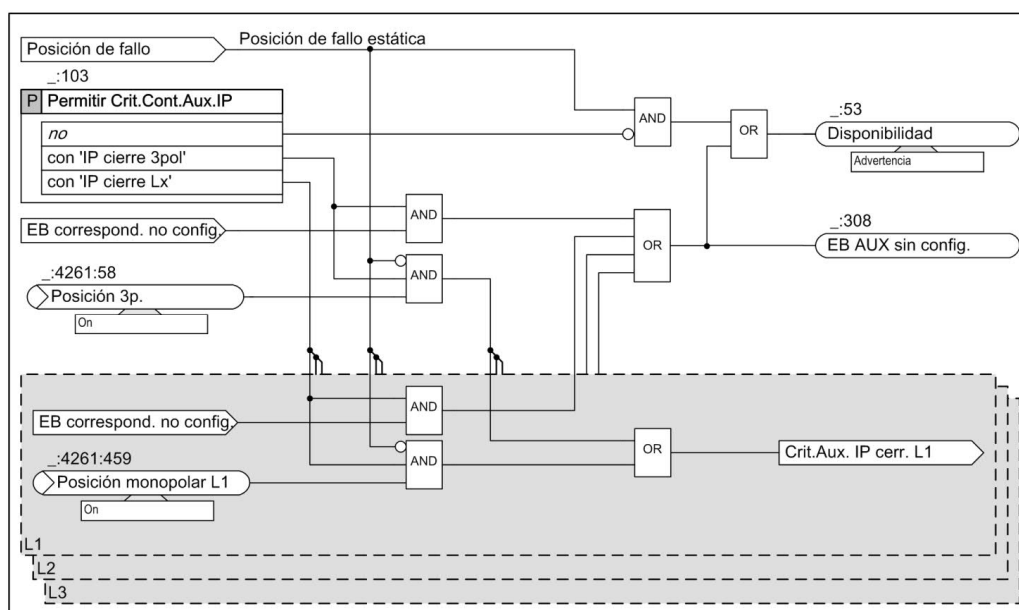 Posición de fallo
Posición de fallo estática
_:103
P Permitir Crit.Cont.Aux.IP
no
con 'IP cierre 3pol'
con 'IP cierre Lx'
AND
OR
_:53
Disponibilidad
Advertencia
EB correspond. no config.
AND
OR
_:308
EB AUX sin config.
_:4261:58
Posición 3p.
On
AND
EB correspond. no config.
AND
_:4261:459
Posición monopolar L1
On
AND
OR
Crit.Aux. IP cerr. L1
L1
L2
L3